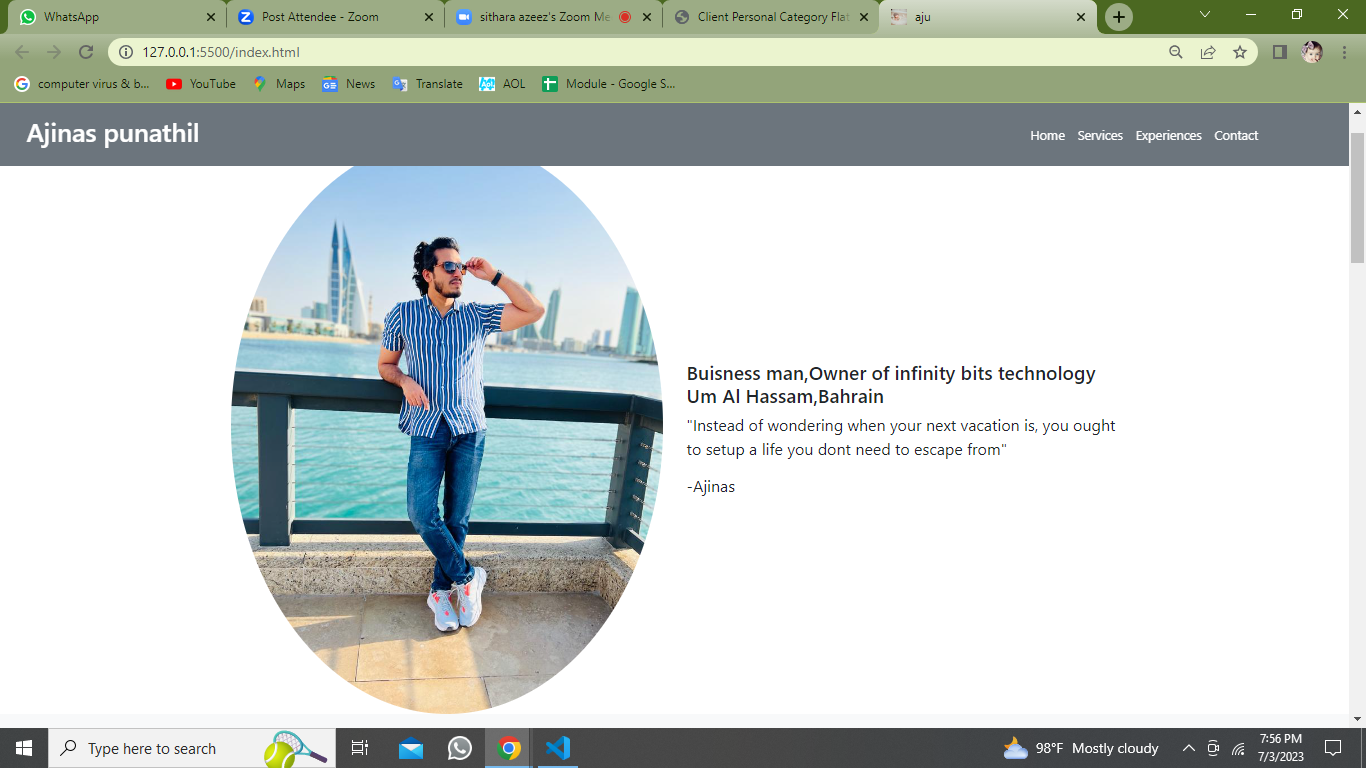 WhatsApp
Post Attendee - Zoom
sithara azeez's Zoom Me
Client Personal Category Flat
aju
127.0.0.1:5500/index.html
computer virus & b...
YouTube
Maps
News
Translate
AOL
Module - Google S...
Ajinas punathil
Home Services Experiences Contact
Buisness man,Owner of infinity bits technology
Um Al Hassam,Bahrain
"Instead of wondering when your next vacation is, you ought
to setup a life you dont need to escape from"
-Ajinas
Type here to search
98°F Mostly cloudy
7:56 PM
7/3/2023